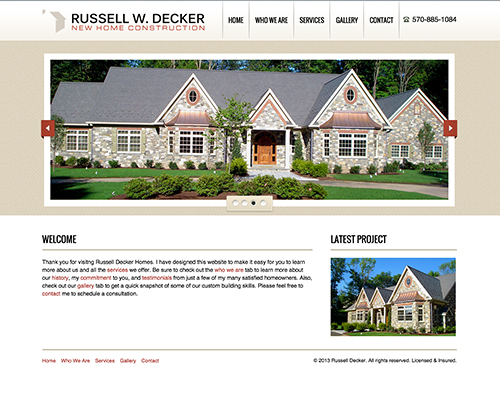 RUSSELL W. DECKER
NEW HOME CONSTRUCTION
HOME WHO WE ARE SERVICES GALLERY CONTACT 570-885-1084
WELCOME
Thank you for visitng Russell Decker Homes. I have designed this website to make it easy for you to learn
more about us and all the services we offer. Be sure to check out the who we are tab to learn more about
our history, my commitment to you, and testimonials from just a few of my many satisfied homeowners. Also,
check out our gallery tab to get a quick snapshot of some of our custom building skills. Please feel free to
contact me to schedule a consultation.
LATEST PROJECT
Home Who We Are Services Gallery Contact
© 2013 Russell Decker. All rights reserved. Licensed & Insured.